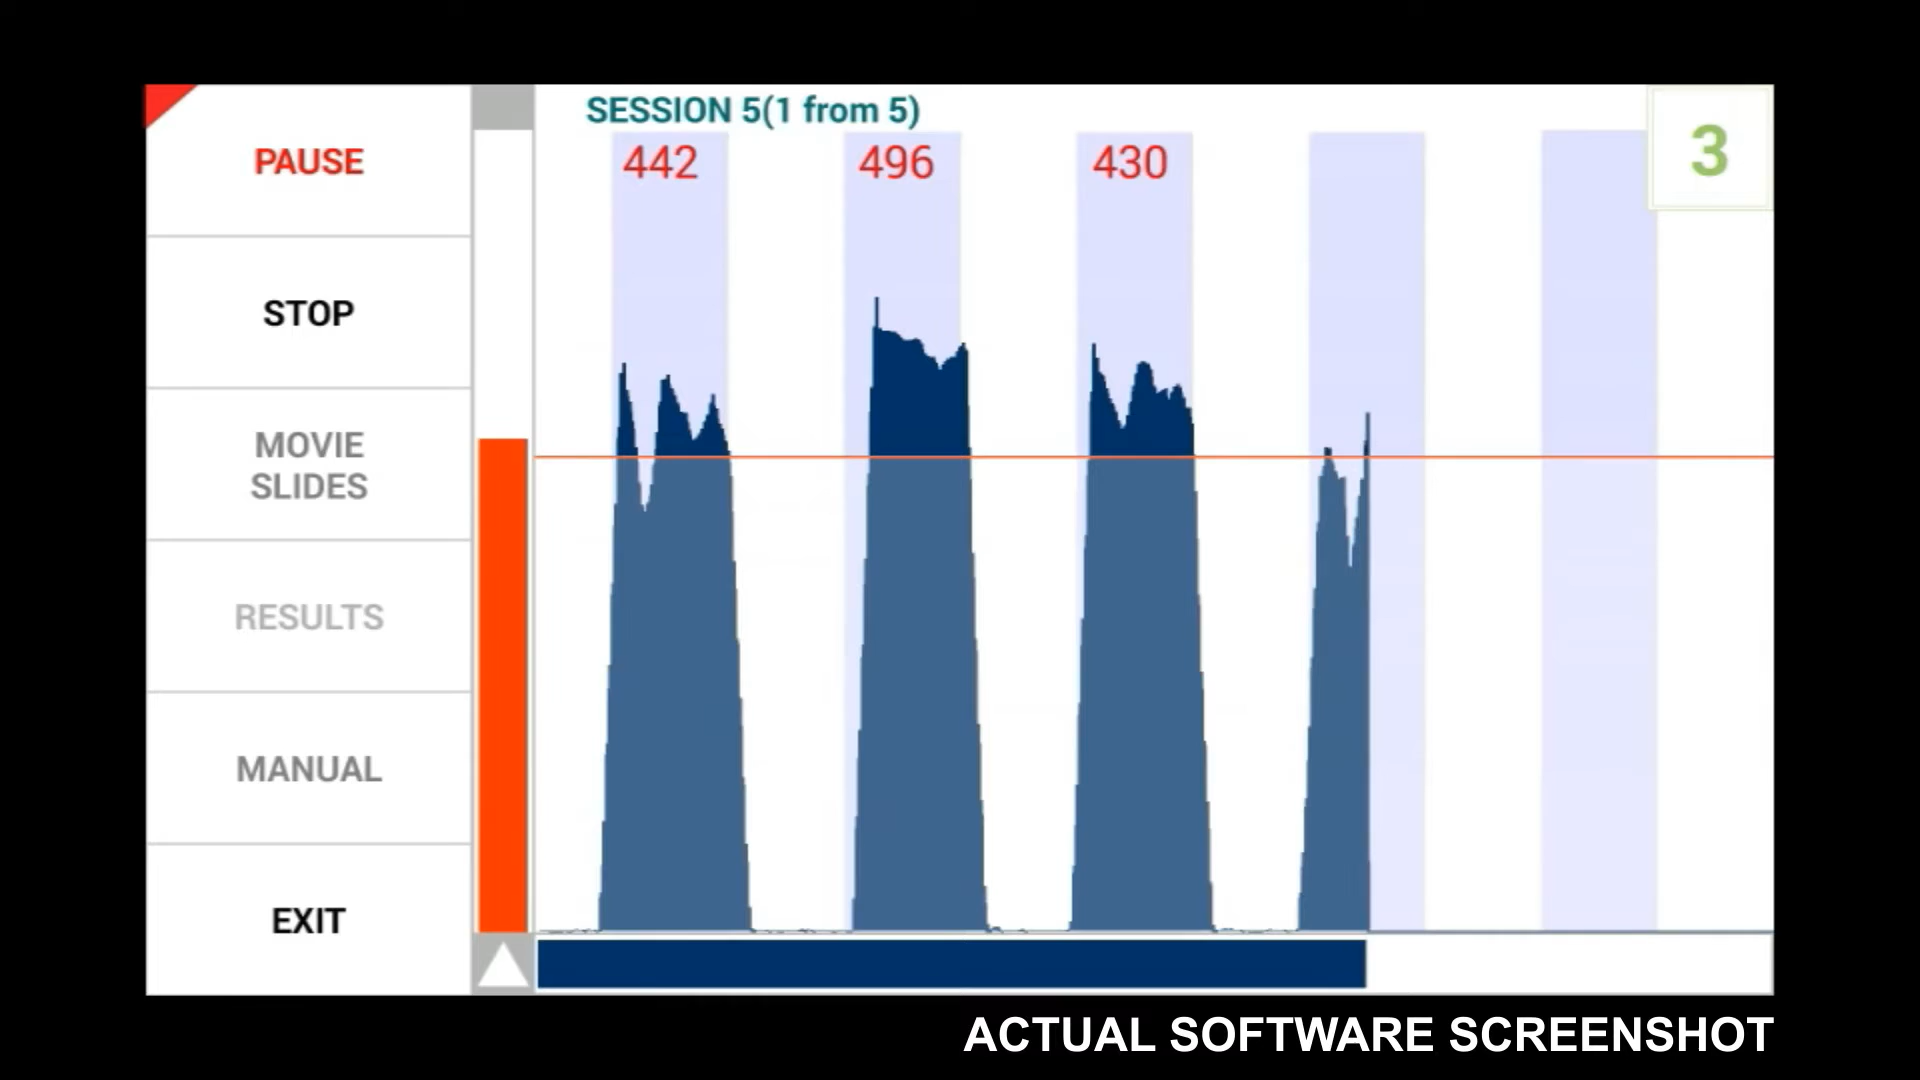 SESSION 5(1 from 5)
PAUSE
442
496
430
3
STOP
MOVIE
SLIDES
RESULTS
MANUAL
EXIT
ACTUAL SOFTWARE SCREENSHOT